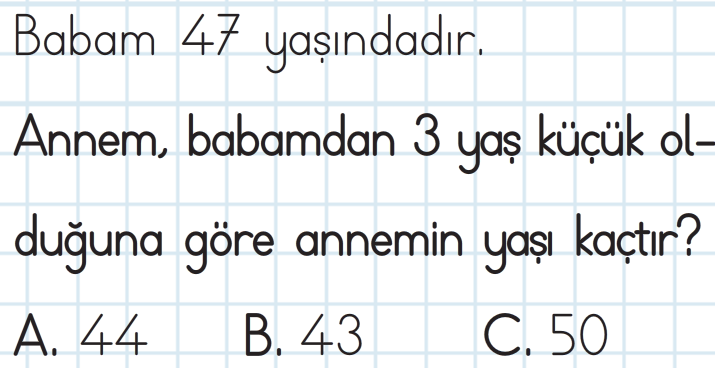 Babam 47 yaşındadır.
Annem, babamdan 3 yaş küçük ol-
duğuna göre annemin yaşı kaçtır?
A. 44 B. 43 C. 50